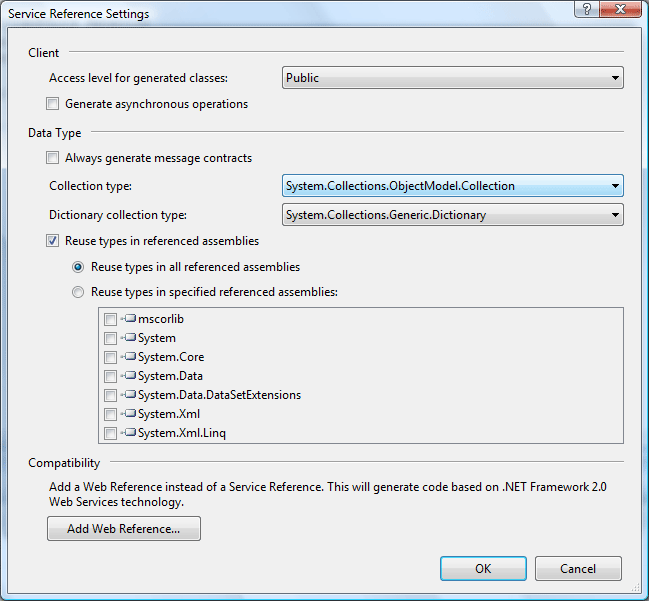 Service Reference Settings
Client
Access level for generated classes: Public
Generate asynchronous operations
Data Type
Always generate message contracts
Collection type: System.Collections.ObjectModel.Collection
Dictionary collection type: System.Collections.Generic.Dictionary
Reuse types in referenced assemblies
Reuse types in all referenced assemblies
Reuse types in specified referenced assemblies:
mscorlib
System
System.Core
System.Data
System.Data.DataSetExtensions
System.Xml
System.Xml.Linq
Compatibility
Add a Web Reference instead of a Service Reference. This will generate code based on .NET Framework 2.0
Web Services technology.
Add Web Reference...
OK Cancel